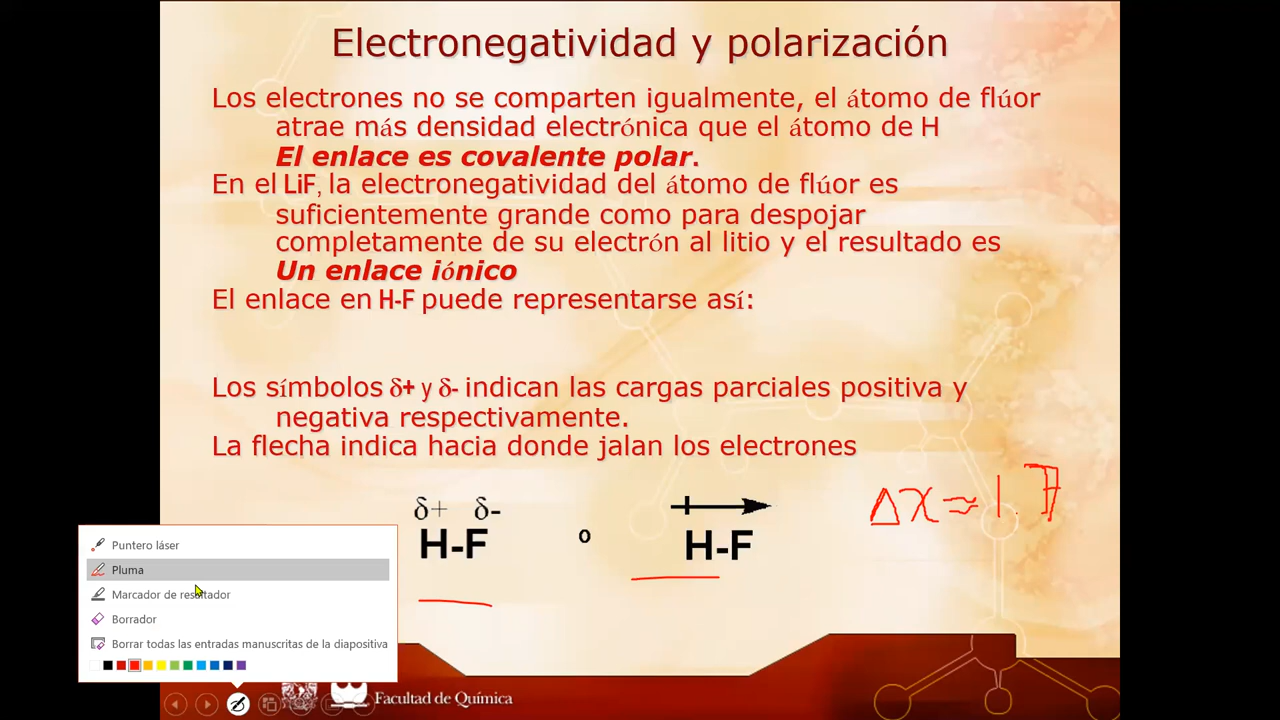 Electronegatividad y polarización
Los electrones no se comparten igualmente, el átomo de flúor
atrae más densidad electrónica que el átomo de H
El enlace es covalente polar.
En el LiF, la electronegatividad del átomo de flúor es
suficientemente grande como para despojar
completamente de su electrón al litio y el resultado es
Un enlace iónico
El enlace en H-F puede representarse así:
Los símbolos δ+ y δ- indican las cargas parciales positiva y
negativa respectivamente.
La flecha indica hacia donde jalan los electrones
δ+ δ-
H-F o H-F
Δχ≈1.7
Puntero láser
Pluma
Marcador de resaltador
Borrador
Borrar todas las entradas manuscritas de la diapositiva
Facultad de Química